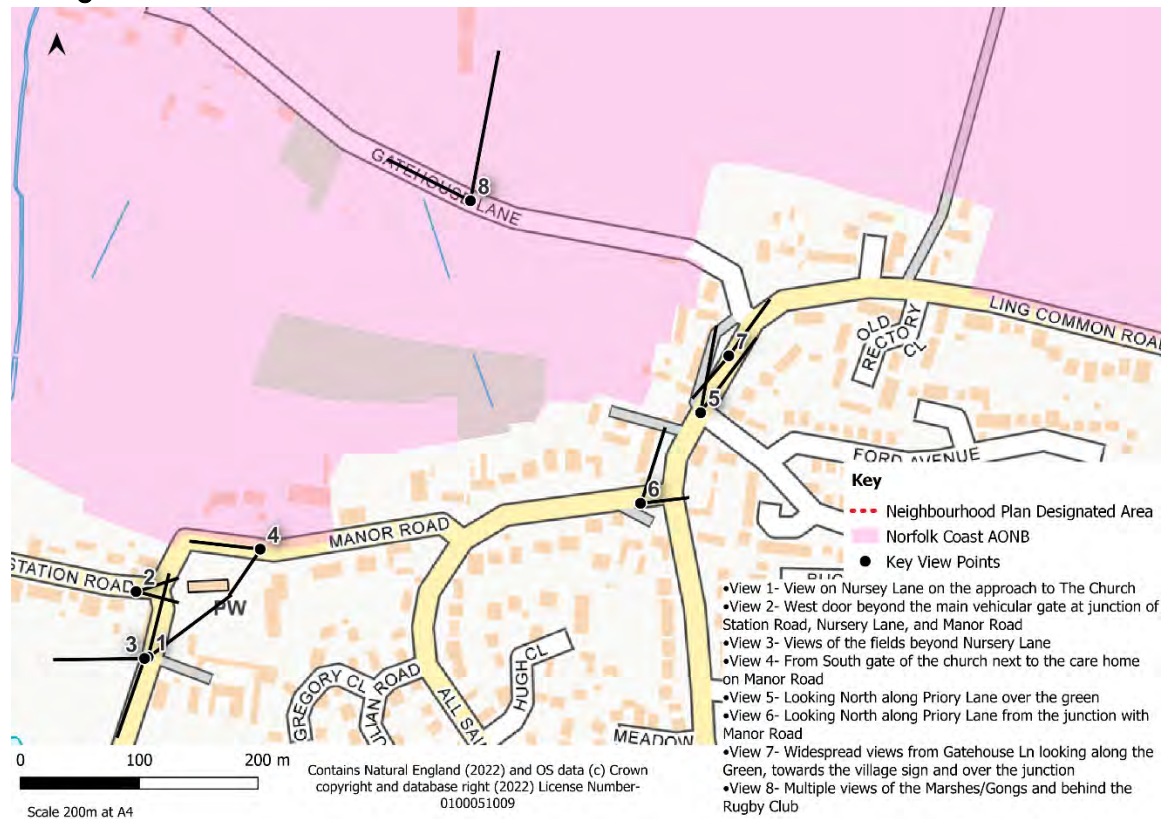 8
GATEHOUSE LANE
LING COMMON ROAD
OLD
RECTORY
CL
7
5
FORD AVENUE
6
4
MANOR ROAD
STATION ROAD
2
PW
3
1
GREGORY CL
JULIAN ROAD
HUGH CL
ALL SAI
MEADOW
Key
Neighbourhood Plan Designated Area
Norfolk Coast AONB
Key View Points
•View 1- View on Nursey Lane on the approach to The Church
•View 2- West door beyond the main vehicular gate at junction of
Station Road, Nursery Lane, and Manor Road
•View 3- Views of the fields beyond Nursery Lane
•View 4- From South gate of the church next to the care home
on Manor Road
•View 5- Looking North along Priory Lane over the green
•View 6- Looking North along Priory Lane from the junction with
Manor Road
•View 7- Widespread views from Gatehouse Ln looking along the
Green, towards the village sign and over the junction
•View 8- Multiple views of the Marshes/Gongs and behind the
Rugby Club
0 100 200 m
Scale 200m at A4
Contains Natural England (2022) and OS data (c) Crown
copyright and database right (2022) License Number-
0100051009